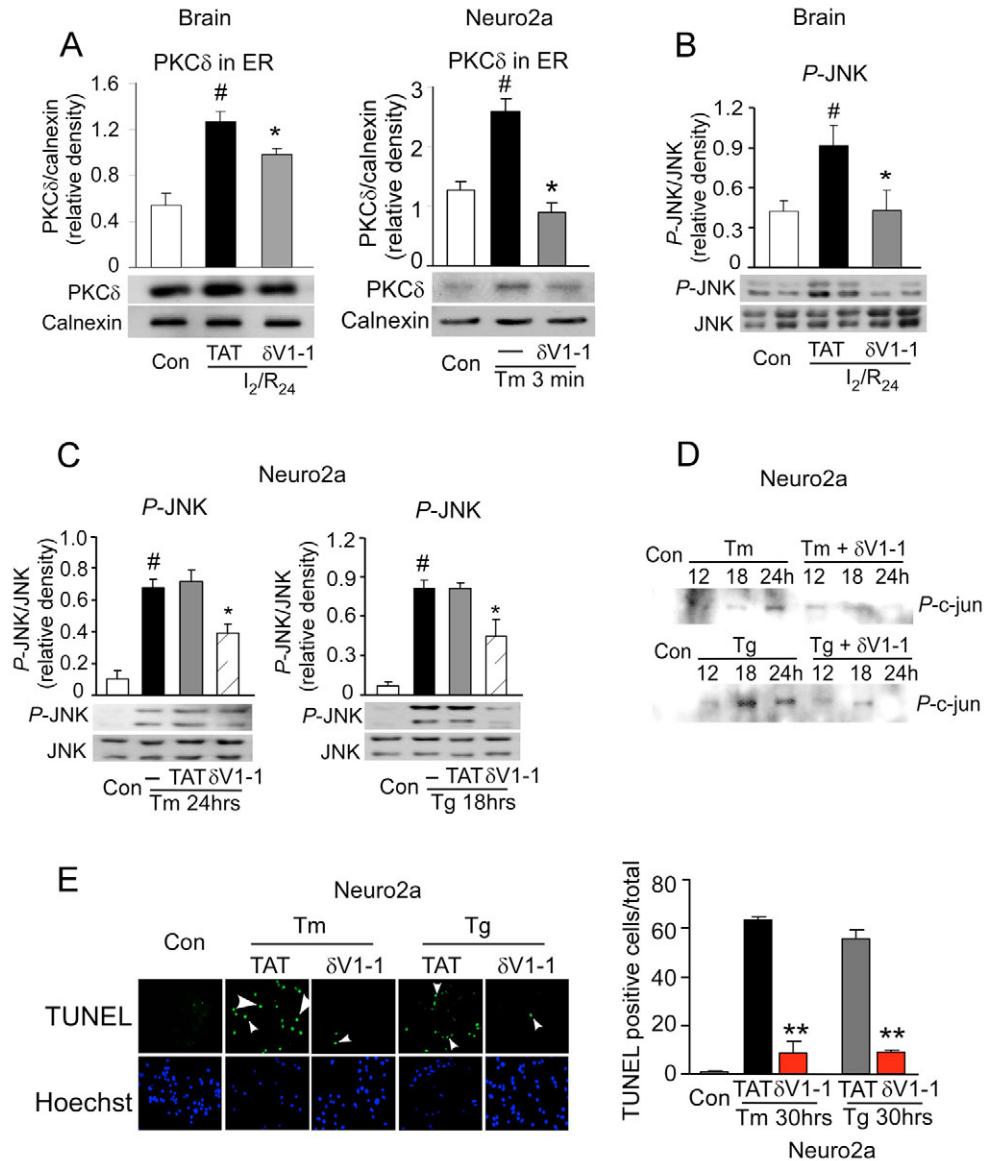 Brain
Neuro2a
Brain
A
B
PKCδ in ER
PKCδ in ER
P-JNK
PKCδ/calnexin
(relative density)
1.6
1.2
0.8
0.4
0
#
*
PKCδ
Calnexin
Con
TAT δV1-1
I2/R24
PKCδ/calnexin
(relative density)
3
2
1
0
#
*
PKCδ
Calnexin
Con
— δV1-1
Tm 3 min
P-JNK/JNK
(relative density)
1.2
0.9
0.6
0.3
0
#
*
P-JNK
JNK
Con
TAT δV1-1
I2/R24
C
Neuro2a
P-JNK
P-JNK
P-JNK/JNK
(relative density)
1.0
0.8
0.6
0.4
0.2
0
#
*
P-JNK
JNK
Con
— TAT δV1-1
Tm 24hrs
P-JNK/JNK
(relative density)
1.2
0.9
0.6
0.3
0
#
*
P-JNK
JNK
Con
— TAT δV1-1
Tg 18hrs
D
Neuro2a
Con Tm Tm + δV1-1
12 18 24h 12 18 24h
P-c-jun
Con Tg Tg + δV1-1
12 18 24h 12 18 24h
P-c-jun
E
Neuro2a
Con
Tm
Tg
TAT δV1-1 TAT δV1-1
TUNEL
Hoechst
TUNEL positive cells/total
80
60
40
20
0
**
**
Con
TAT δV1-1 TAT δV1-1
Tm 30hrs Tg 30hrs
Neuro2a